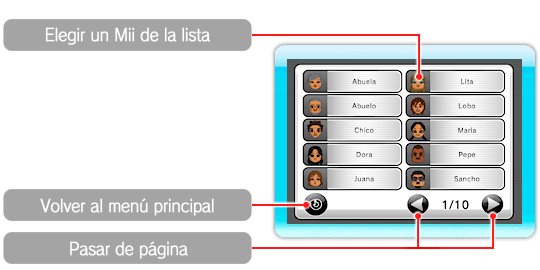 Elegir un Mii de la lista
Abuela
Lita
Abuelo
Lobo
Chico
María
Dora
Pepe
Juana
Sancho
Volver al menú principal
1/10
Pasar de página